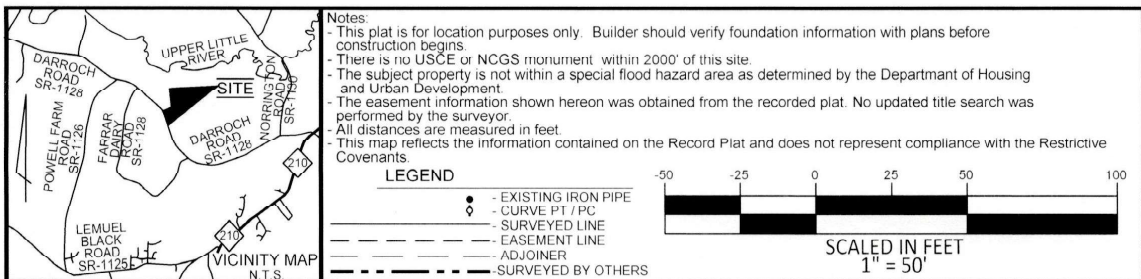 UPPER LITTLE
RIVER
DARROCH
ROAD
SR-1128
SITE
NORRINGTON
ROAD
SR-1130
POWELL FARM
ROAD
SR-1126
FARRAR
DAIRY
ROAD
SR-1128
DARROCH
ROAD
SR-1128
210
LEMUEL
BLACK
ROAD
SR-1125
210
VICINITY MAP
N.T.S.
Notes:
- This plat is for location purposes only. Builder should verify foundation information with plans before
construction begins.
- There is no USCE or NCGS monument within 2000' of this site.
- The subject property is not within a special flood hazard area as determined by the Departmant of Housing
and Urban Development.
- The easement information shown hereon was obtained from the recorded plat. No updated title search was
performed by the surveyor.
- All distances are measured in feet.
- This map reflects the information contained on the Record Plat and does not represent compliance with the Restrictive
Covenants.
LEGEND
- EXISTING IRON PIPE
- CURVE PT / PC
- SURVEYED LINE
- EASEMENT LINE
- ADJOINER
-SURVEYED BY OTHERS
-50 -25 0 25 50 100
SCALED IN FEET
1" = 50'